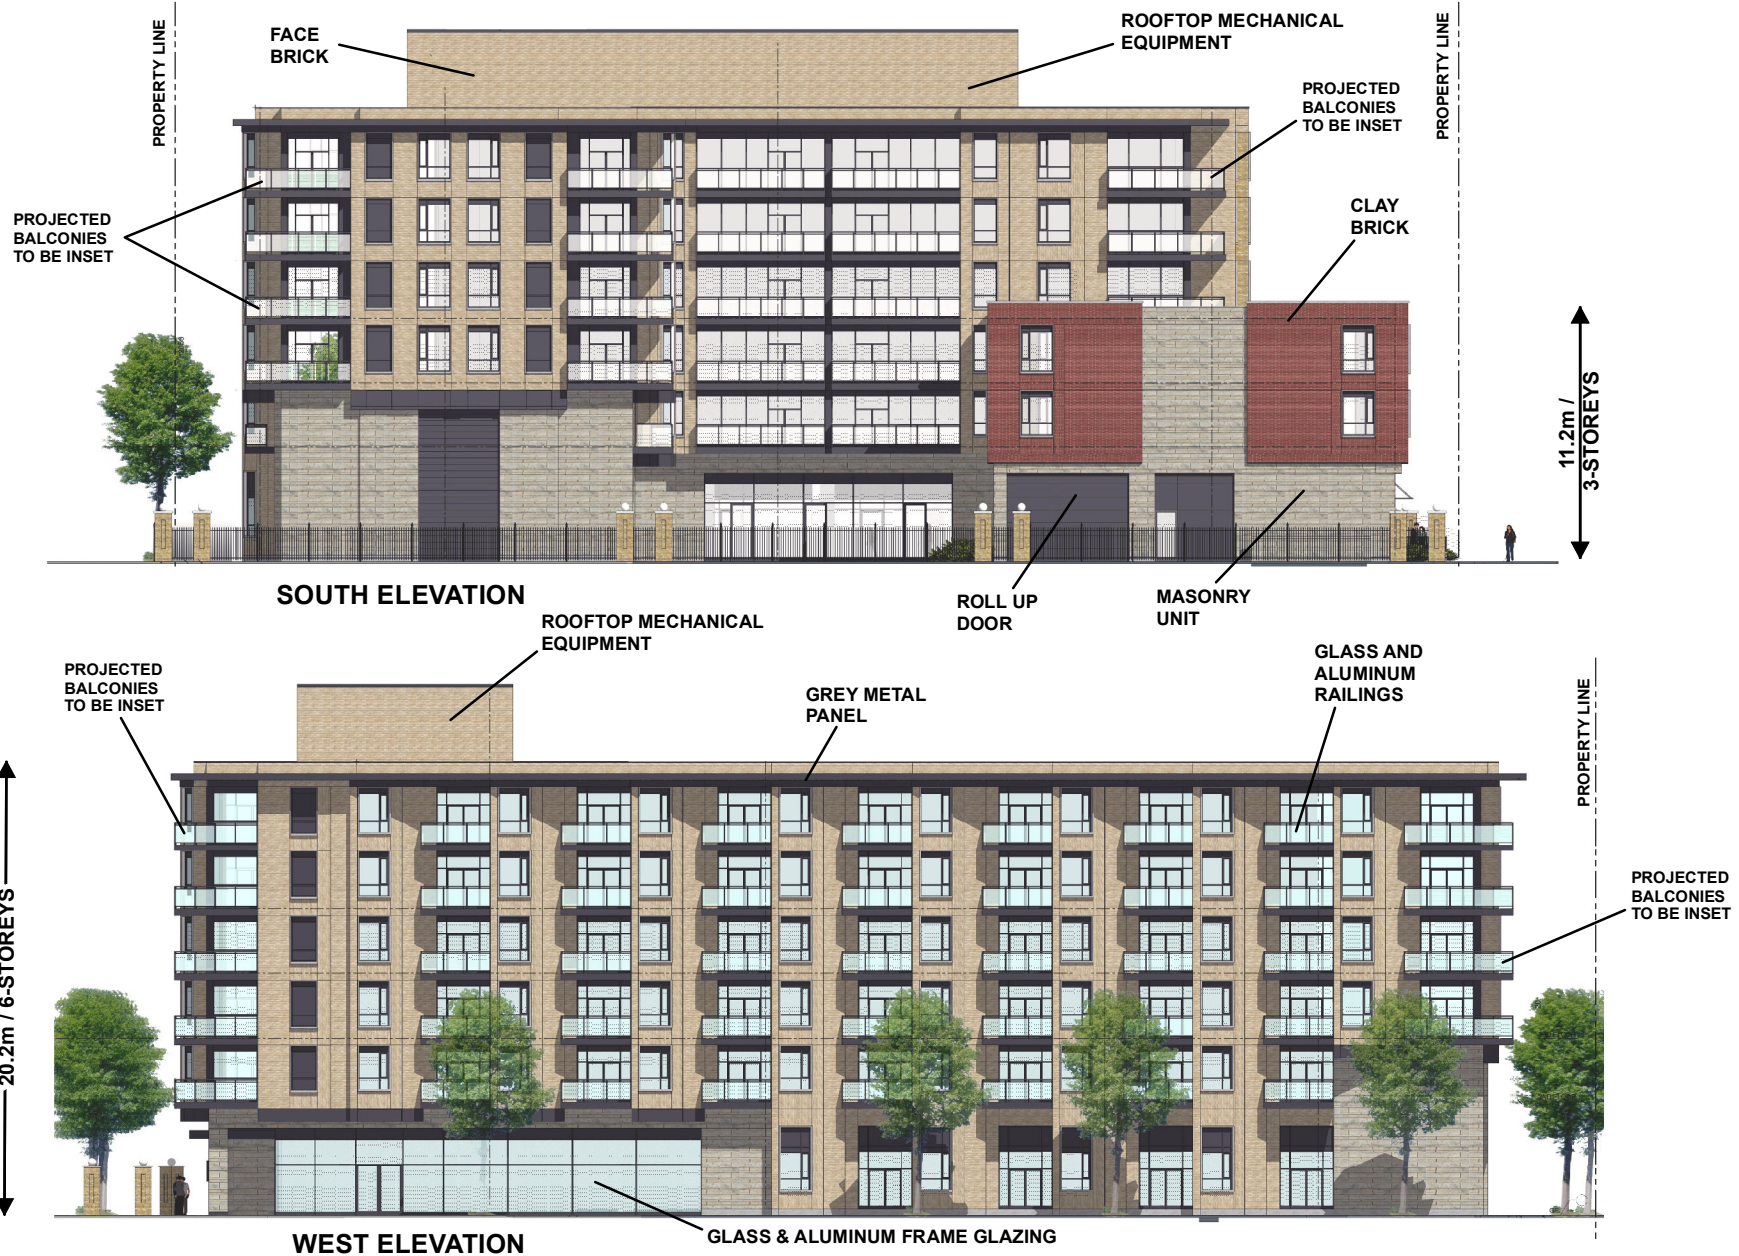 PROPERTY LINE
FACE
BRICK
ROOFTOP MECHANICAL
EQUIPMENT
PROPERTY LINE
PROJECTED
BALCONIES
TO BE INSET
PROJECTED
BALCONIES
TO BE INSET
CLAY
BRICK
11.2m /
3-STOREYS
SOUTH ELEVATION
ROLL UP
DOOR
MASONRY
UNIT
ROOFTOP MECHANICAL
EQUIPMENT
PROJECTED
BALCONIES
TO BE INSET
GREY METAL
PANEL
GLASS AND
ALUMINUM
RAILINGS
PROPERTY LINE
PROJECTED
BALCONIES
TO BE INSET
20.2m / 6-STOREYS
GLASS & ALUMINUM FRAME GLAZING
WEST ELEVATION